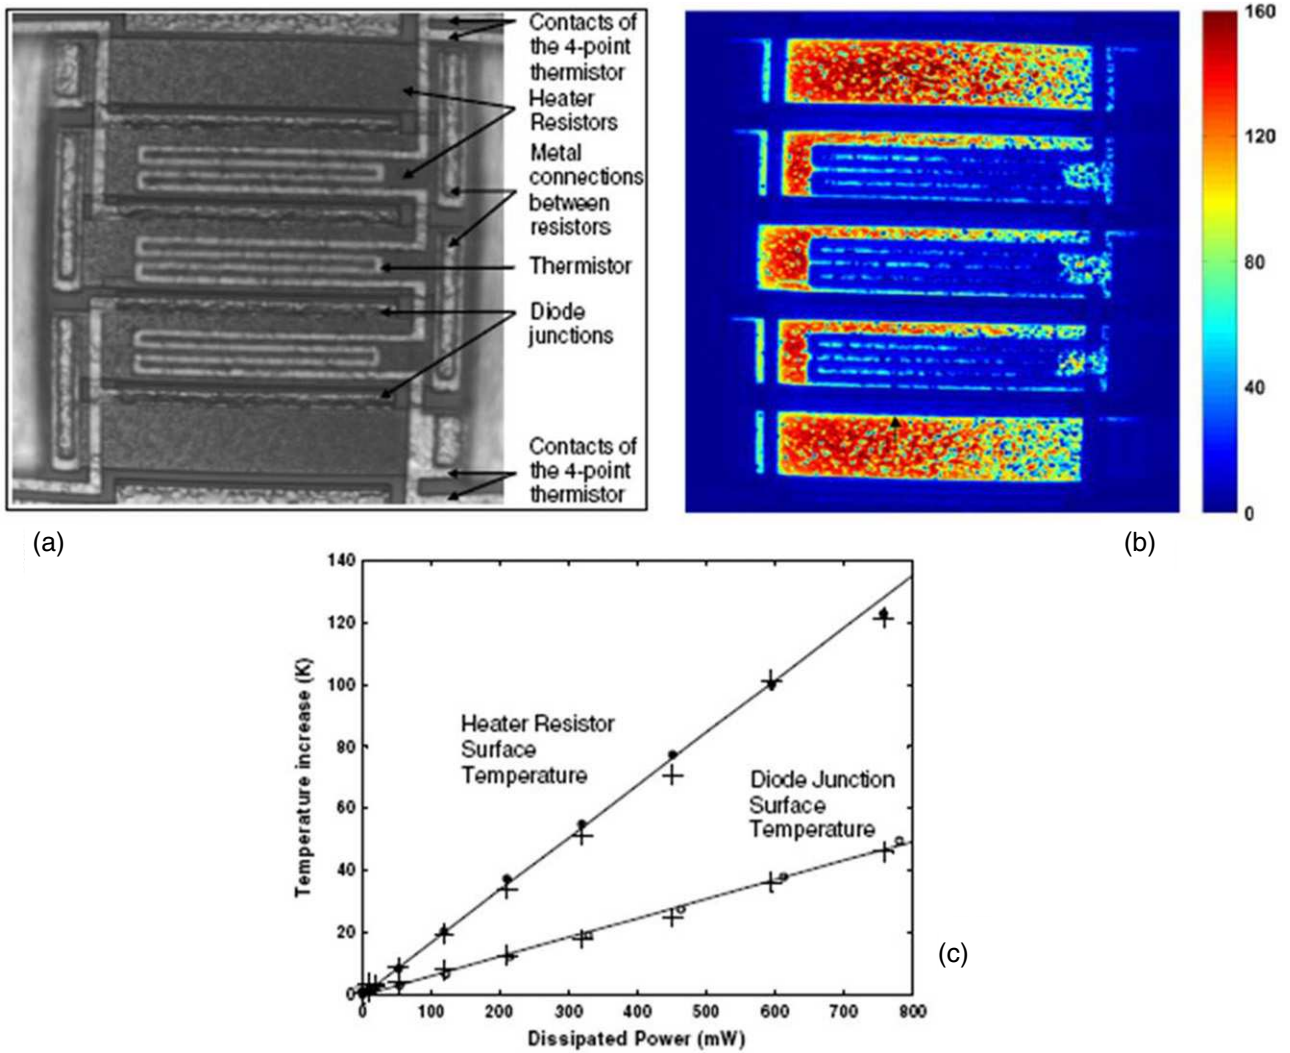 Contacts of
the 4-point
thermistor
Heater
Resistors
Metal
connections
between
resistors
Thermistor
Diode
junctions
Contacts of
the 4-point
thermistor
(a)
160
120
80
40
0
(b)
140
120
100
80
60
40
20
0
Temperature increase (K)
Heater Resistor
Surface
Temperature
Diode Junction
Surface
Temperature
0 100 200 300 400 500 600 700 800
Dissipated Power (mW)
(c)